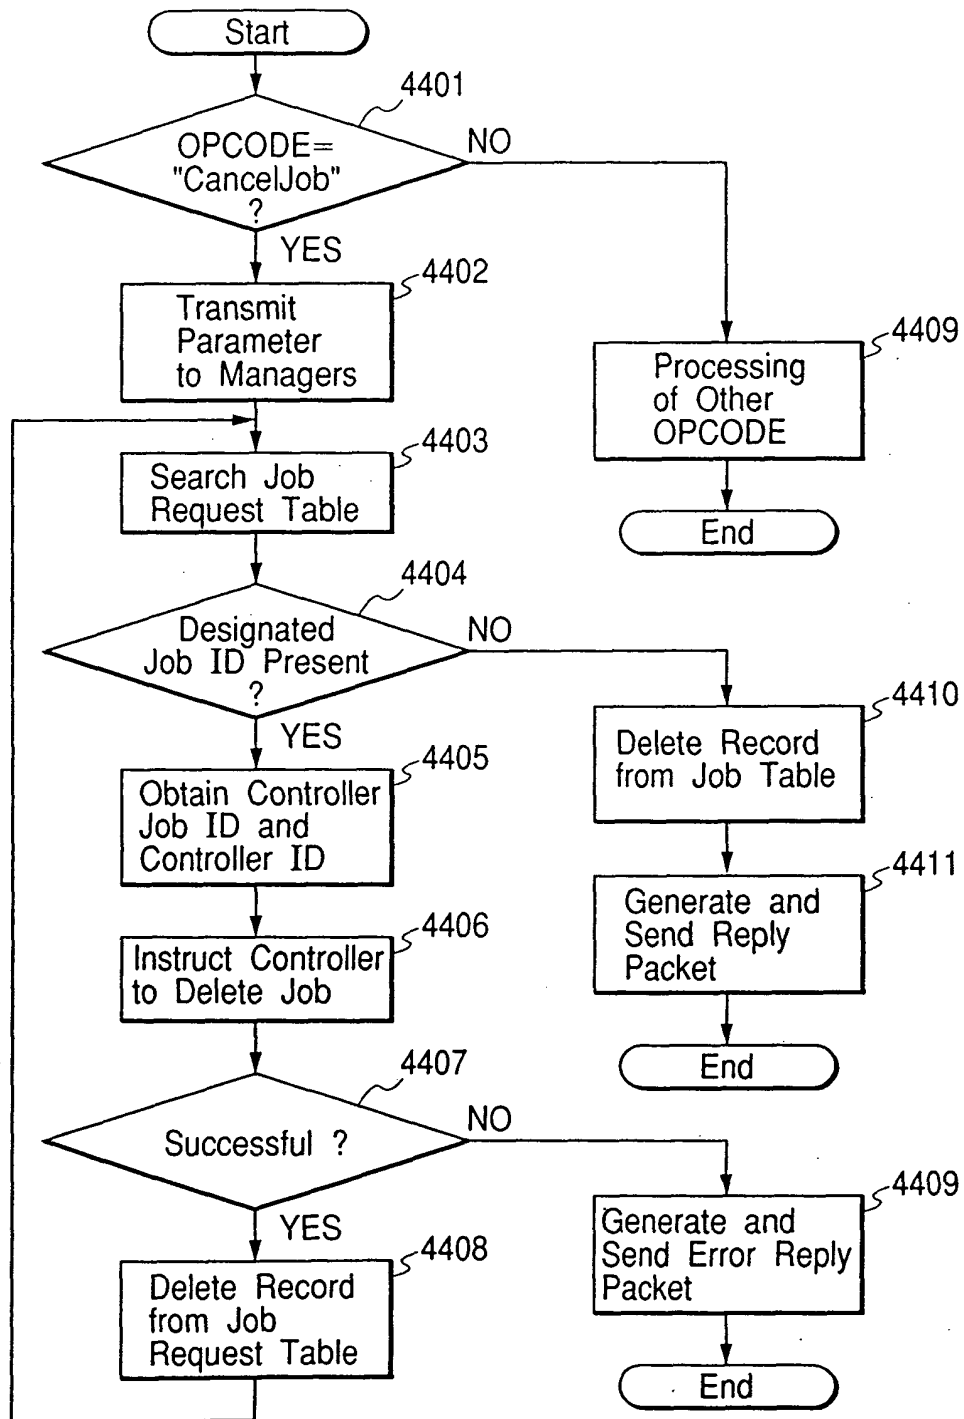 Start
4401
OPCODE=
"CancelJob"
?
NO
YES
4402
Transmit
Parameter
to Managers
4409
Processing
of Other
OPCODE
End
4403
Search Job
Request Table
4404
Designated
Job ID Present
?
NO
YES
4410
Delete Record
from Job Table
4405
Obtain Controller
Job ID and
Controller ID
4411
Generate and
Send Reply
Packet
End
4406
Instruct Controller
to Delete Job
4407
Successful ?
NO
YES
4409
Generate and
Send Error Reply
Packet
End
4408
Delete Record
from Job
Request Table